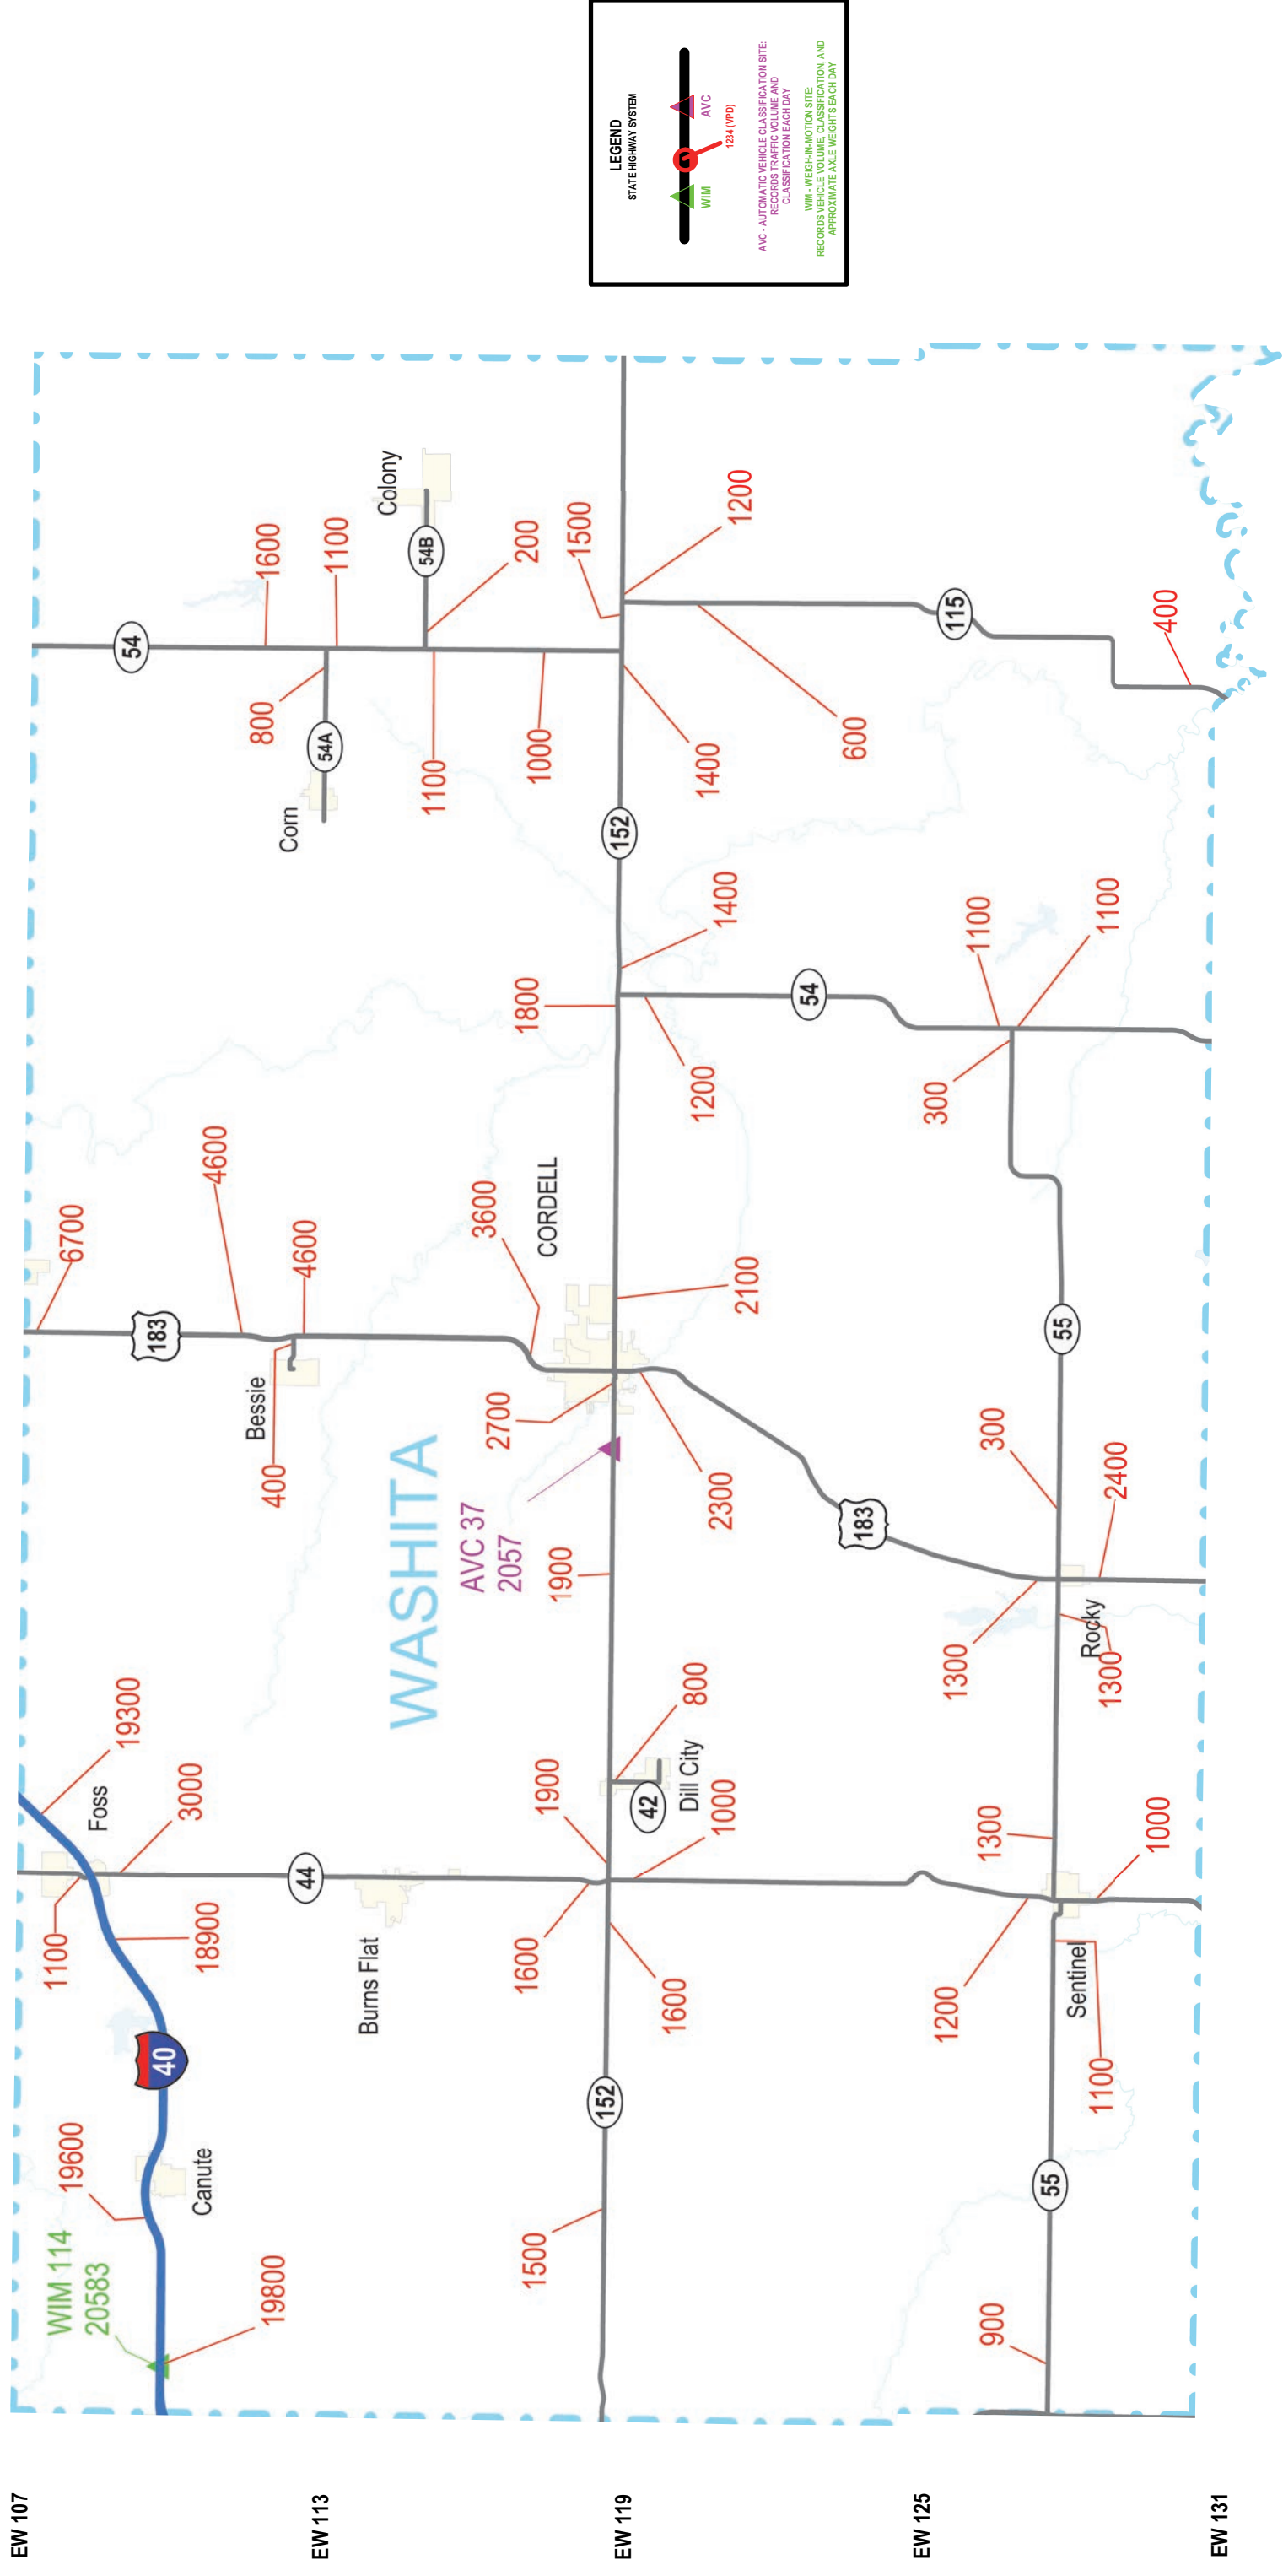 EW 107
EW 113
EW 119
EW 125
EW 131
WIM 114
20583
19600
1100
19300
6700
Foss
3000
183
54
40
Canute
18900
4600
19800
44
Bessie
400
4600
Corn
800
1600
54A
1100
Burns Flat
WASHITA
Colony
54B
1100
200
AVC 37
2057
2700
3600
CORDELL
1500
1600
1900
1900
1800
1000
1500
152
152
42
Dill City
800
1600
1000
2300
2100
1200
1400
1400
1200
54
183
600
1200
1300
300
115
900
1300
300
1100
55
55
Sentinel
1100
Rocky
1300
2400
1100
1000
400
LEGEND
STATE HIGHWAY SYSTEM
WIM
AVC
1234 (VPD)
AVC - AUTOMATIC VEHICLE CLASSIFICATION SITE:
RECORDS TRAFFIC VOLUME AND
CLASSIFICATION EACH DAY
WIM - WEIGH-IN-MOTION SITE:
RECORDS VEHICLE VOLUME, CLASSIFICATION, AND
APPROXIMATE AXLE WEIGHTS EACH DAY